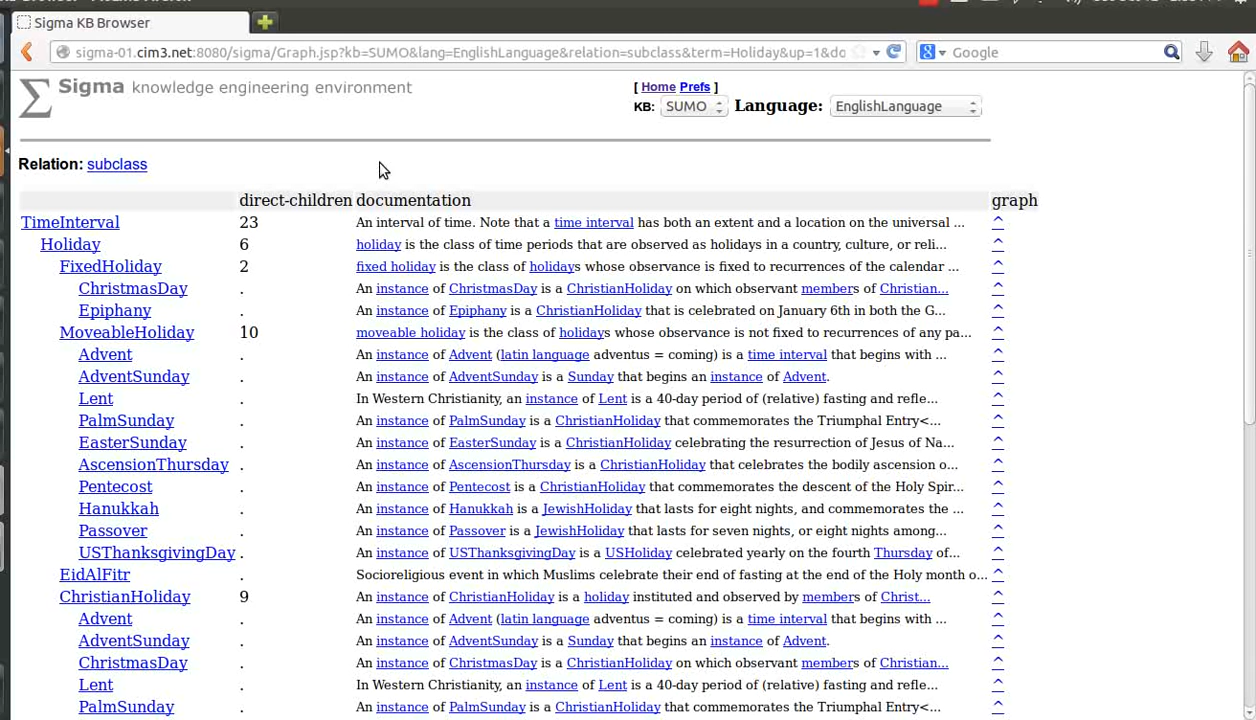 Sigma KB Browser
sigma-01.cim3.net:8080/sigma/Graph.jsp?kb=SUMO&lang=EnglishLanguage&relation=subclass&term=Holiday&up=1&do
Google
Sigma knowledge engineering environment
[ Home Prefs ]
KB: SUMO Language: EnglishLanguage
Relation: subclass
direct-children documentation graph
TimeInterval 23 An interval of time. Note that a time interval has both an extent and a location on the universal ... ^
Holiday 6 holiday is the class of time periods that are observed as holidays in a country, culture, or reli... ^
FixedHoliday 2 fixed holiday is the class of holidays whose observance is fixed to recurrences of the calendar ... ^
ChristmasDay . An instance of ChristmasDay is a ChristianHoliday on which observant members of Christian... ^
Epiphany . An instance of Epiphany is a ChristianHoliday that is celebrated on January 6th in both the G... ^
MoveableHoliday 10 moveable holiday is the class of holidays whose observance is not fixed to recurrences of any pa... ^
Advent . An instance of Advent (latin language adventus = coming) is a time interval that begins with ... ^
AdventSunday . An instance of AdventSunday is a Sunday that begins an instance of Advent. ^
Lent . In Western Christianity, an instance of Lent is a 40-day period of (relative) fasting and refle... ^
PalmSunday . An instance of PalmSunday is a ChristianHoliday that commemorates the Triumphal Entry<... ^
EasterSunday . An instance of EasterSunday is a ChristianHoliday celebrating the resurrection of Jesus of Na... ^
AscensionThursday . An instance of AscensionThursday is a ChristianHoliday that celebrates the bodily ascension o... ^
Pentecost . An instance of Pentecost is a ChristianHoliday that commemorates the descent of the Holy Spir... ^
Hanukkah . An instance of Hanukkah is a JewishHoliday that lasts for eight nights, and commemorates the ... ^
Passover . An instance of Passover is a JewishHoliday that lasts for seven nights, or eight nights among... ^
USThanksgivingDay . An instance of USThanksgivingDay is a USHoliday celebrated yearly on the fourth Thursday of... ^
EidAlFitr . Socioreligious event in which Muslims celebrate their end of fasting at the end of the Holy month o... ^
ChristianHoliday 9 An instance of ChristianHoliday is a holiday instituted and observed by members of Christ... ^
Advent . An instance of Advent (latin language adventus = coming) is a time interval that begins with ... ^
AdventSunday . An instance of AdventSunday is a Sunday that begins an instance of Advent. ^
ChristmasDay . An instance of ChristmasDay is a ChristianHoliday on which observant members of Christian... ^
Lent . In Western Christianity, an instance of Lent is a 40-day period of (relative) fasting and refle... ^
PalmSunday . An instance of PalmSunday is a ChristianHoliday that commemorates the Triumphal Entry<... ^